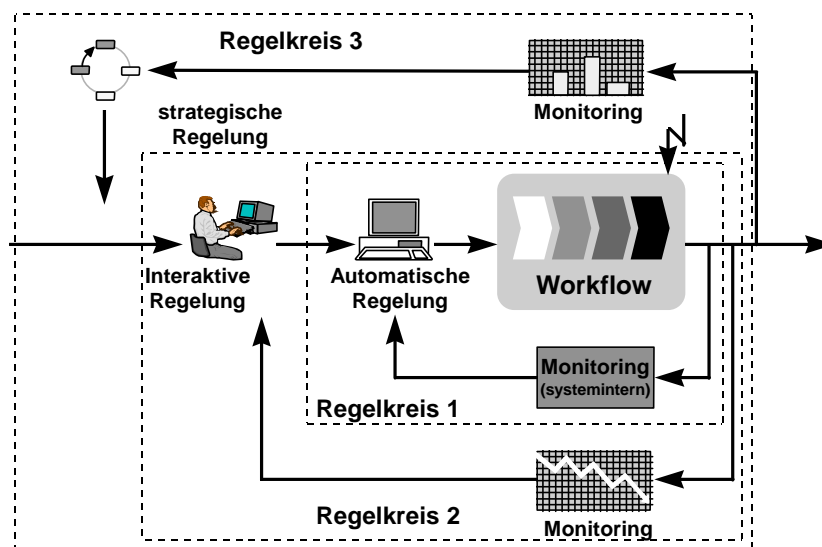 Regelkreis 3
Monitoring
strategische
Regelung
Interaktive
Regelung
Automatische
Regelung
Workflow
Monitoring
(systemintern)
Regelkreis 1
Regelkreis 2
Monitoring